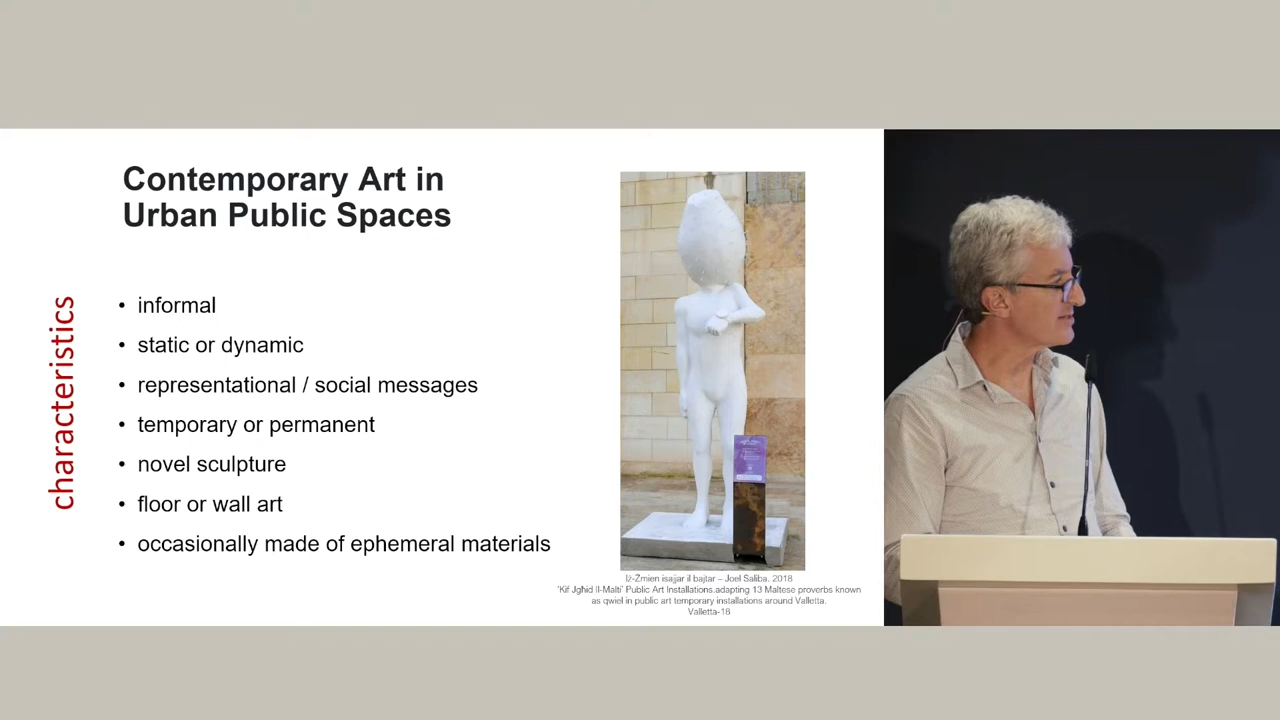 Contemporary Art in
Urban Public Spaces
characteristics
• informal
• static or dynamic
• representational / social messages
• temporary or permanent
• novel sculpture
• floor or wall art
• occasionally made of ephemeral materials
Iż-Żmien isajjar il bajtar – Joel Saliba. 2018
'Kif Jgħid Il-Malti' Public Art Installations.adapting 13 Maltese proverbs known
as qwiel in public art temporary installations around Valletta.
Valletta-18